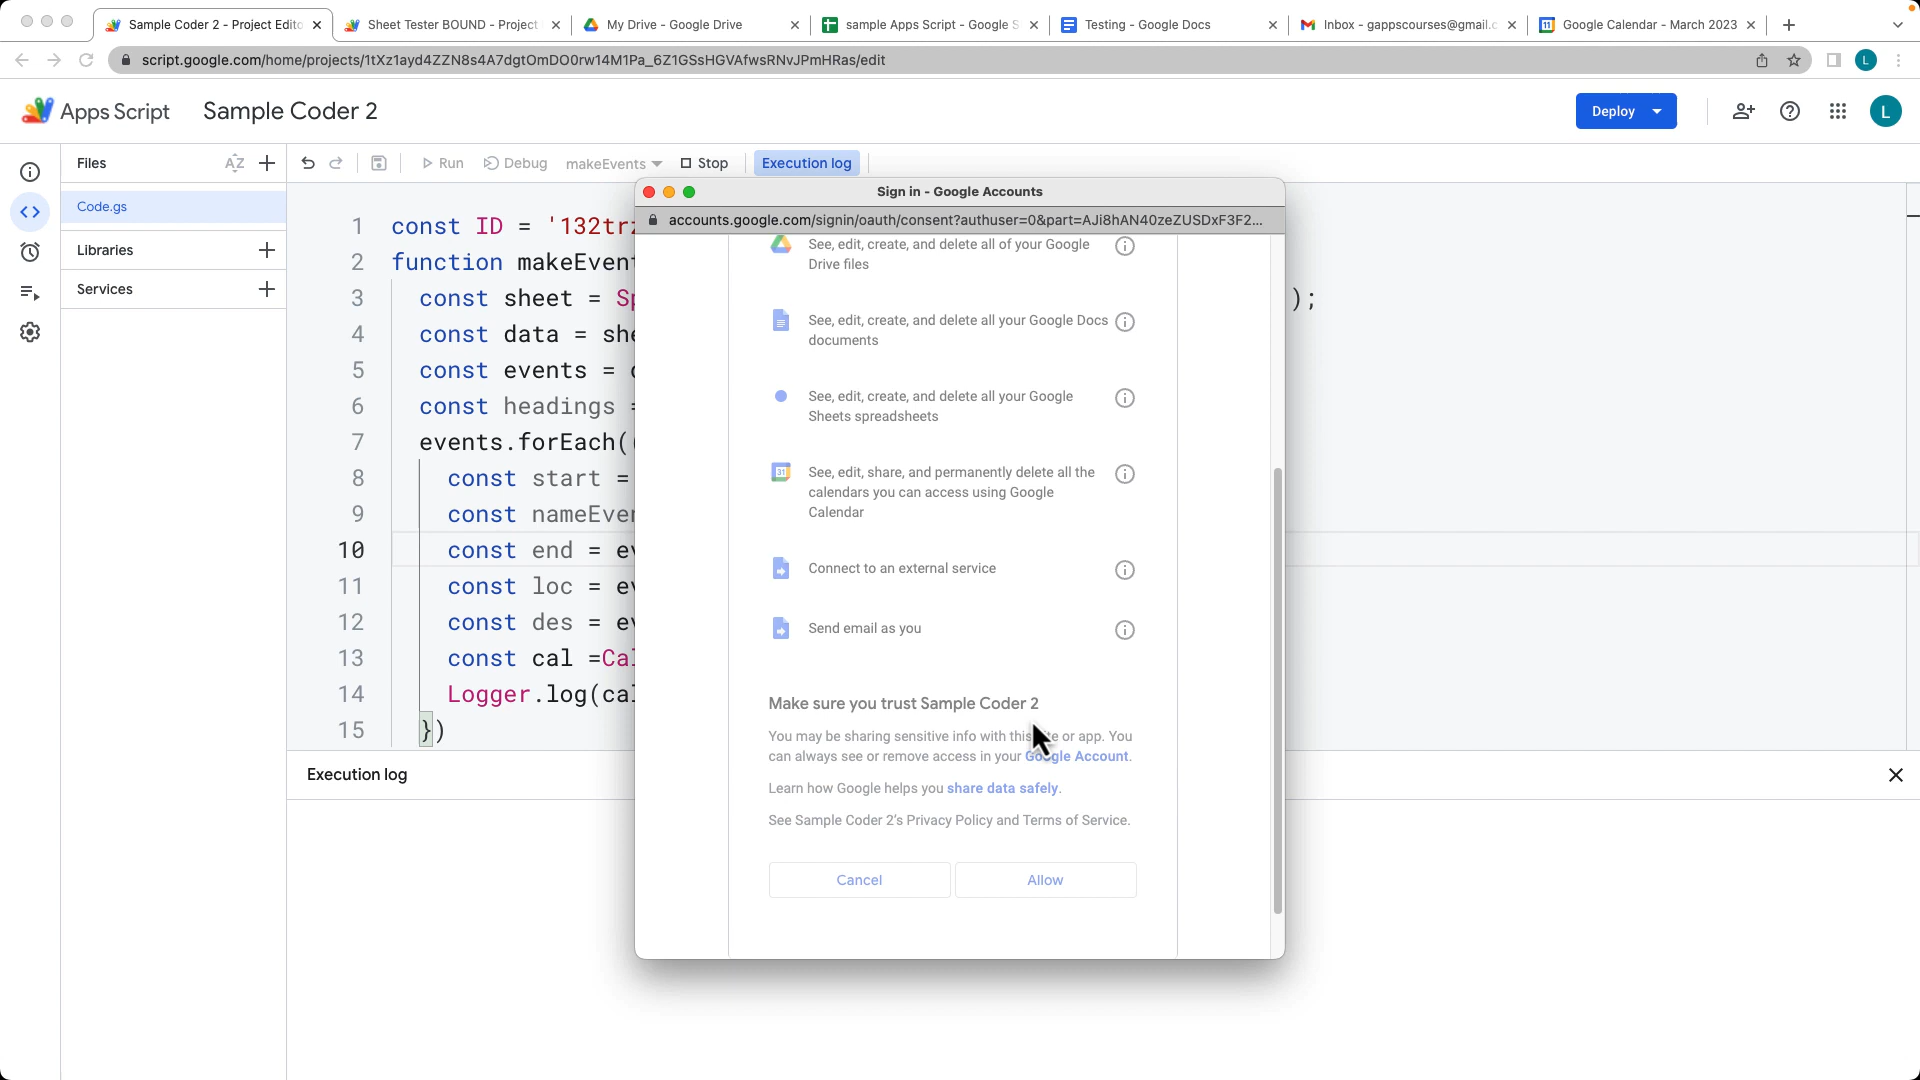 Sample Coder 2 - Project Edito
Sheet Tester BOUND - Project
My Drive - Google Drive
sample Apps Script - Google S
Testing - Google Docs
Inbox - gappscourses@gmail.c
Google Calendar - March 2023
script.google.com/home/projects/1tXz1ayd4ZZN8s4A7dgtOmDO0rw14M1Pa_6Z1GSsHGVAfwsRNvJPmHRas/edit
L
Apps Script
Sample Coder 2
Deploy
L
Files
AZ
Run
Debug
makeEvents
Stop
Execution log
Code.gs
Libraries
Services
1 const ID = '132trz
2 function makeEvent
3 const sheet = Sp
);
4 const data = she
5 const events =
6 const headings =
7 events.forEach((
8 const start =
9 const nameEven
10 const end = ev
11 const loc = ev
12 const des = ev
13 const cal =Cal
14 Logger.log(cal
15 })
Execution log
Sign in - Google Accounts
accounts.google.com/signin/oauth/consent?authuser=0&part=AJi8hAN40zeZUSDxF3F2...
See, edit, create, and delete all of your Google
Drive files
See, edit, create, and delete all your Google Docs
documents
See, edit, create, and delete all your Google
Sheets spreadsheets
31
See, edit, share, and permanently delete all the
calendars you can access using Google
Calendar
Connect to an external service
Send email as you
Make sure you trust Sample Coder 2
You may be sharing sensitive info with this or app. You
can always see or remove access in your Google Account.
Learn how Google helps you share data safely.
See Sample Coder 2's Privacy Policy and Terms of Service.
Cancel
Allow